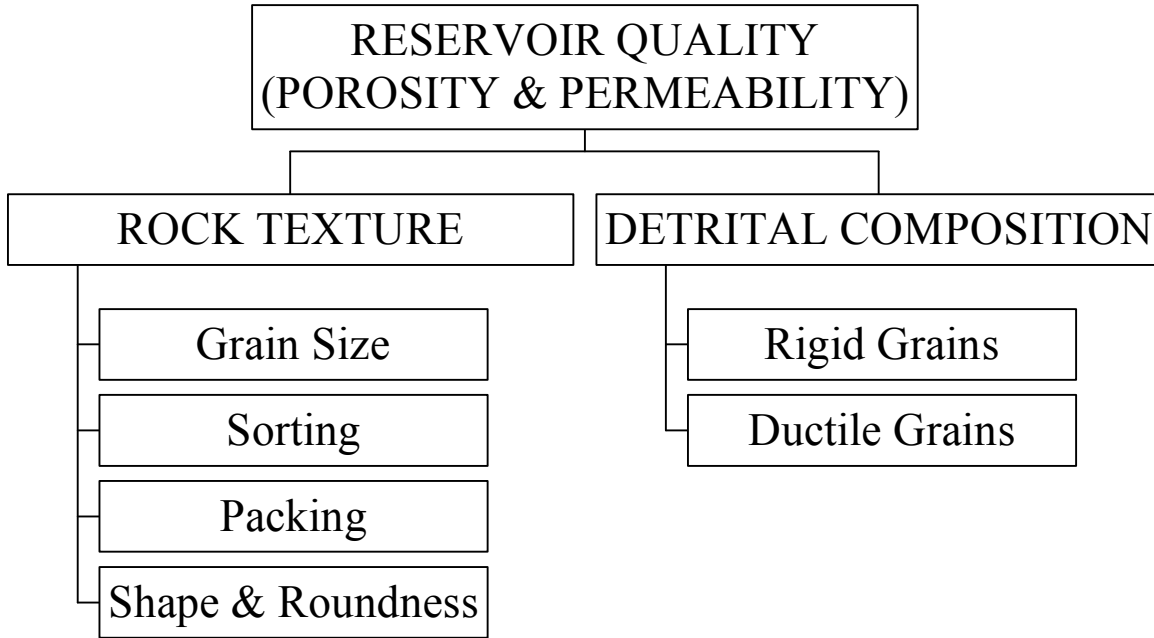 RESERVOIR QUALITY
(POROSITY & PERMEABILITY)
ROCK TEXTURE
Grain Size
Sorting
Packing
Shape & Roundness
DETRITAL COMPOSITION
Rigid Grains
Ductile Grains